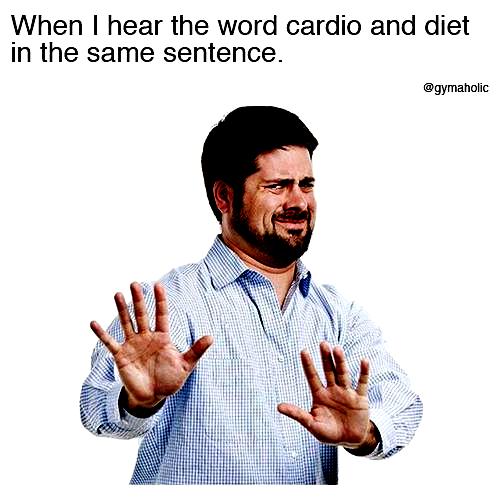 When I hear the word cardio and diet
in the same sentence.
@gymaholic